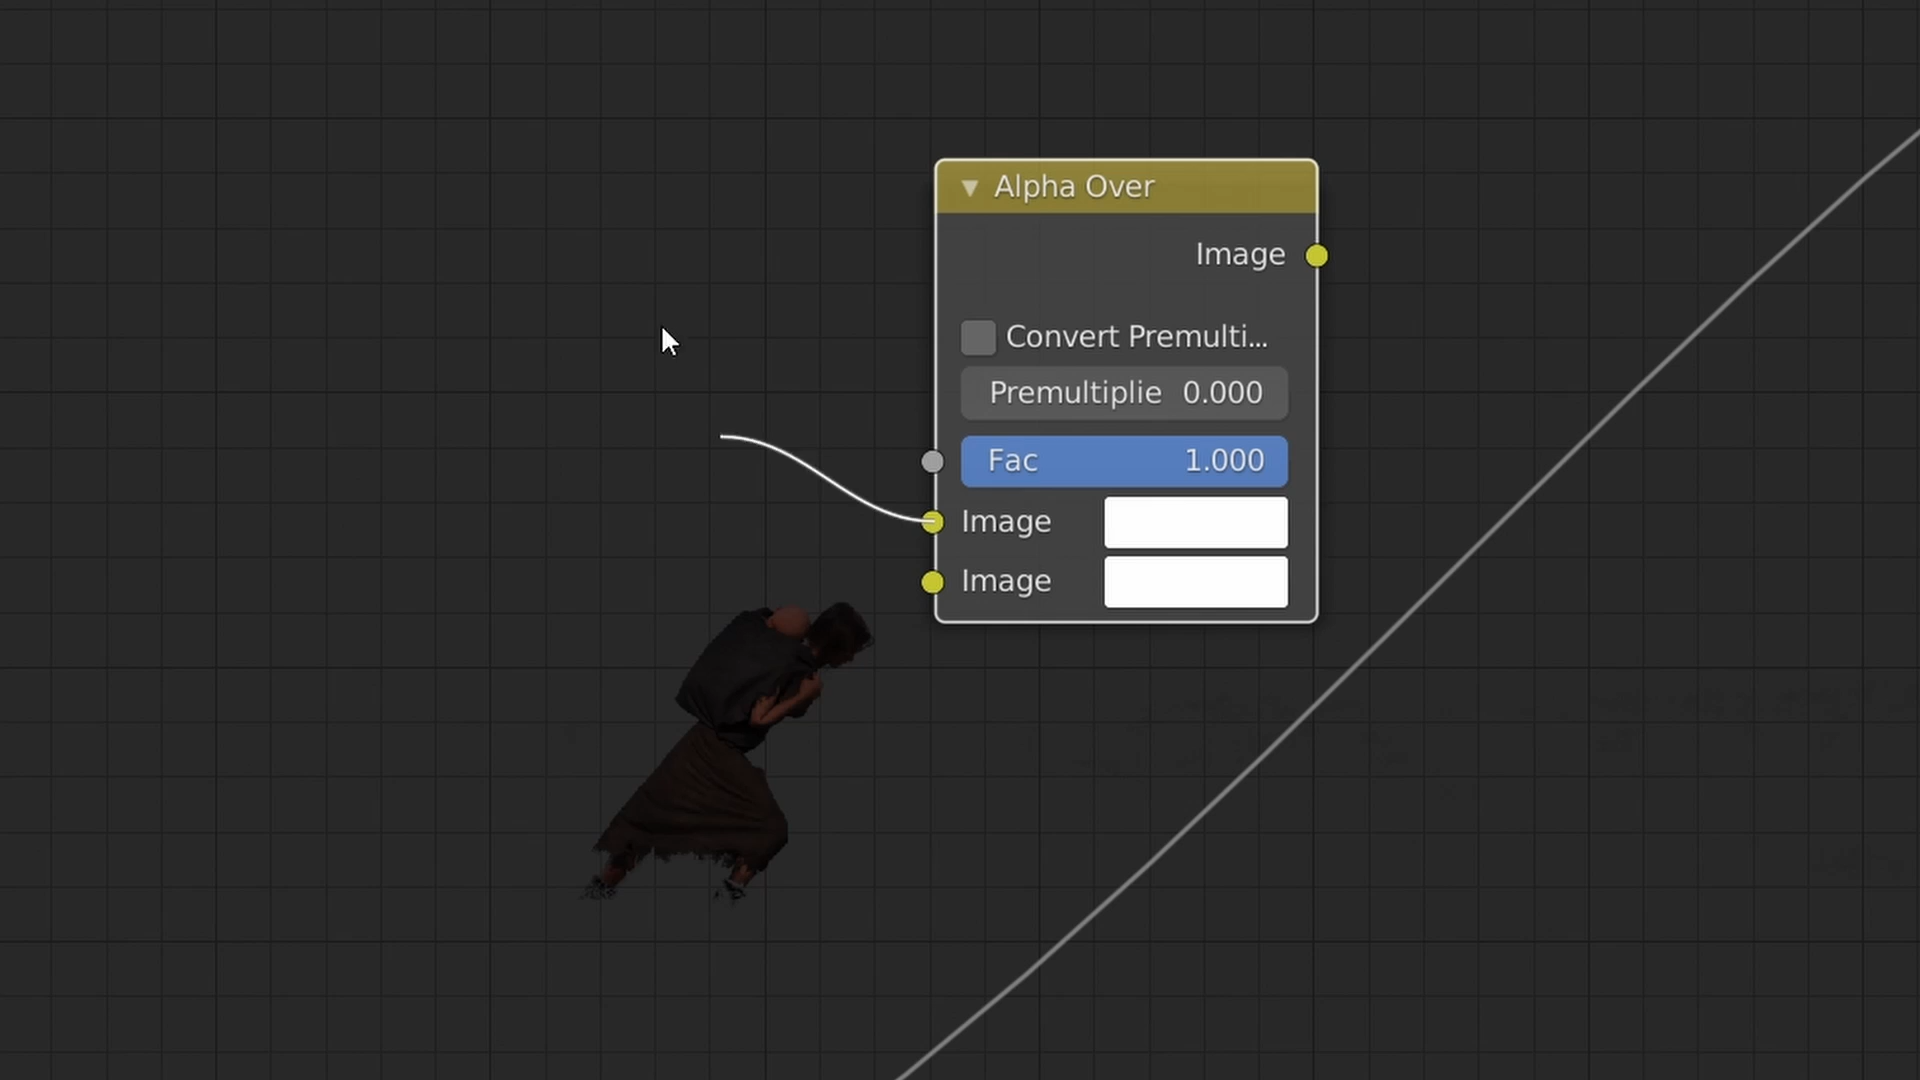 Alpha Over
Image
Convert Premulti...
Premultiplie 0.000
Fac 1.000
Image
Image